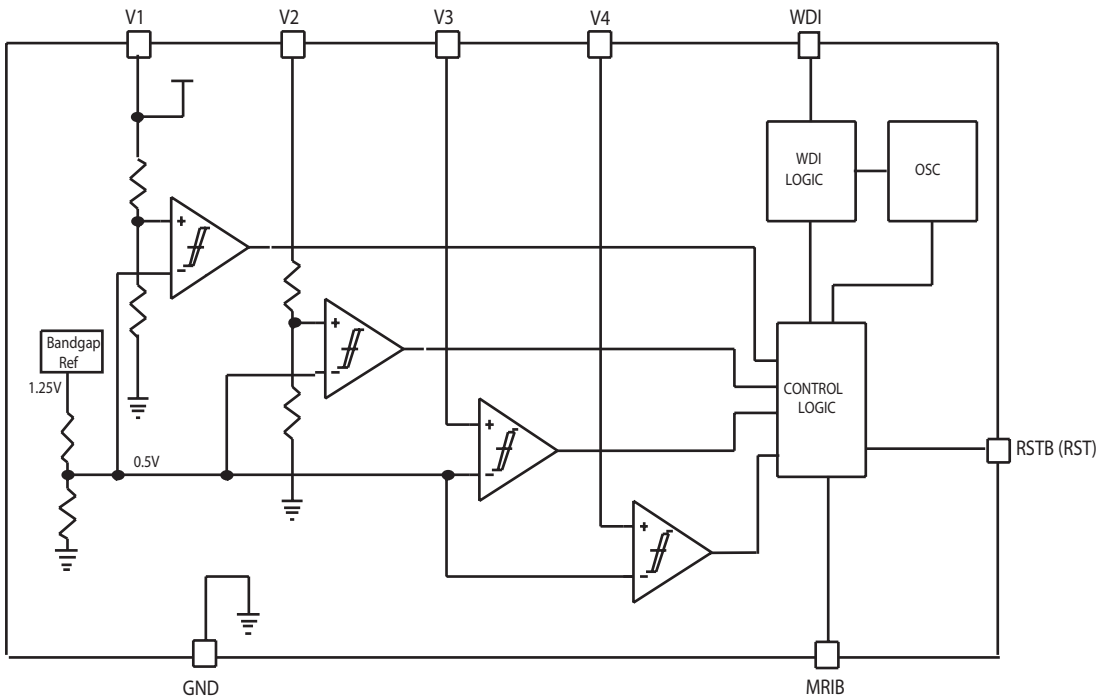 V1
V2
V3
V4
WDI
WDI
LOGIC
OSC
+
-
Bandgap
Ref
1.25V
+
-
CONTROL
LOGIC
+
-
0.5V
RSTB (RST)
+
-
GND
MRIB